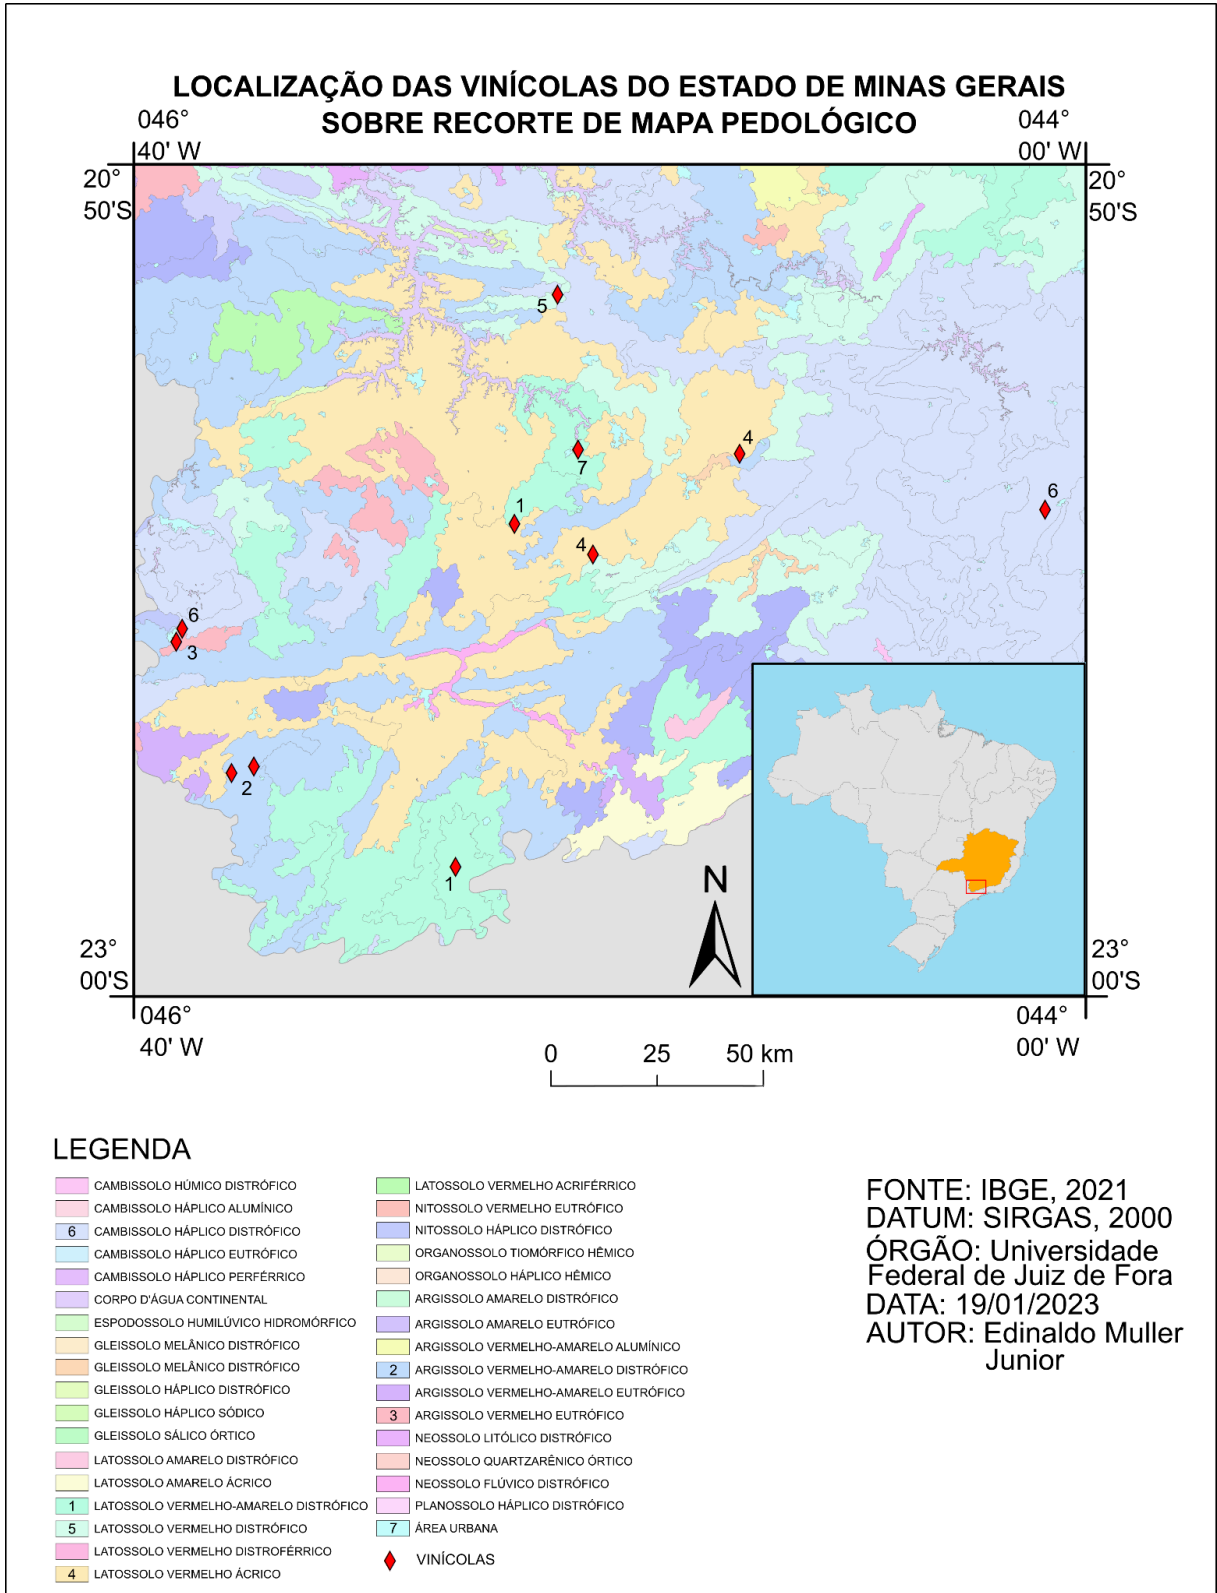 LOCALIZAÇÃO DAS VINÍCOLAS DO ESTADO DE MINAS GERAIS
SOBRE RECORTE DE MAPA PEDOLÓGICO
046°
40' W
044°
00' W
20°
50'S
20°
50'S
5
4
7
6
1
4
6
3
2
1
N
23°
00'S
23°
00'S
046°
40' W
044°
00' W
0 25 50 km
LEGENDA
CAMBISSOLO HÚMICO DISTRÓFICO
CAMBISSOLO HÁPLICO ALUMÍNICO
6 CAMBISSOLO HÁPLICO DISTRÓFICO
CAMBISSOLO HÁPLICO EUTRÓFICO
CAMBISSOLO HÁPLICO PERFÉRRICO
CORPO D'ÁGUA CONTINENTAL
ESPODOSSOLO HUMILÚVICO HIDROMÓRFICO
GLEISSOLO MELÂNICO DISTRÓFICO
GLEISSOLO MELÂNICO DISTRÓFICO
GLEISSOLO HÁPLICO DISTRÓFICO
GLEISSOLO HÁPLICO SÓDICO
GLEISSOLO SÁLICO ÓRTICO
LATOSSOLO AMARELO DISTRÓFICO
LATOSSOLO AMARELO ÁCRICO
1 LATOSSOLO VERMELHO-AMARELO DISTRÓFICO
5 LATOSSOLO VERMELHO DISTRÓFICO
LATOSSOLO VERMELHO DISTROFÉRRICO
4 LATOSSOLO VERMELHO ÁCRICO
LATOSSOLO VERMELHO ACRIFÉRRICO
NITOSSOLO VERMELHO EUTRÓFICO
NITOSSOLO HÁPLICO DISTRÓFICO
ORGANOSSOLO TIOMÓRFICO HÊMICO
ORGANOSSOLO HÁPLICO HÊMICO
ARGISSOLO AMARELO DISTRÓFICO
ARGISSOLO AMARELO EUTRÓFICO
ARGISSOLO VERMELHO-AMARELO ALUMÍNICO
2 ARGISSOLO VERMELHO-AMARELO DISTRÓFICO
ARGISSOLO VERMELHO-AMARELO EUTRÓFICO
3 ARGISSOLO VERMELHO EUTRÓFICO
NEOSSOLO LITÓLICO DISTRÓFICO
NEOSSOLO QUARTZARÊNICO ÓRTICO
NEOSSOLO FLÚVICO DISTRÓFICO
PLANOSSOLO HÁPLICO DISTRÓFICO
7 ÁREA URBANA
VINÍCOLAS
FONTE: IBGE, 2021
DATUM: SIRGAS, 2000
ÓRGÃO: Universidade
Federal de Juiz de Fora
DATA: 19/01/2023
AUTOR: Edinaldo Muller
Junior